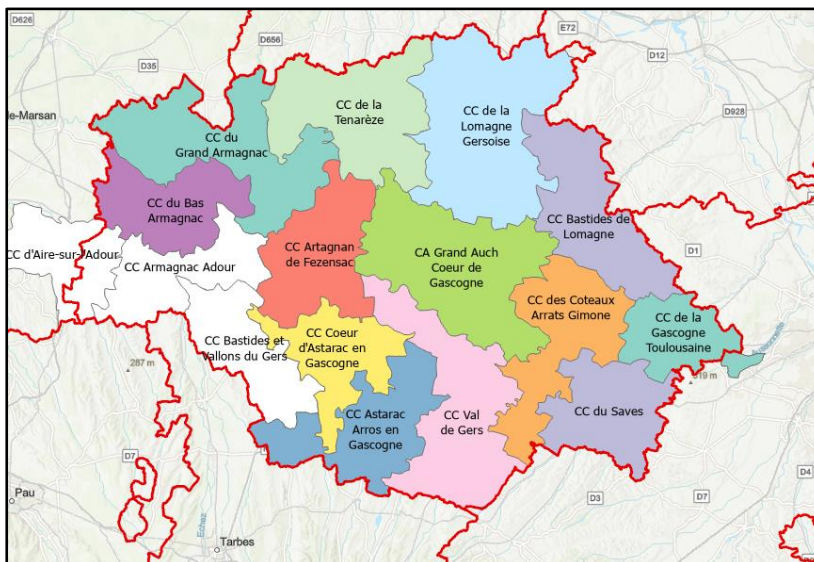 D626
D656
E72
D12
D35
CC de la
Tenarèze
CC de la
Lomagne
Gersoise
D928
de-Marsan
CC du
Grand Armagnac
CC du Bas
Armagnac
CC Bastides de
Lomagne
CC d'Aire-sur-l'Adour
CC Armagnac Adour
CC Artagnan
de Fezensac
CA Grand Auch
Coeur de
Gascogne
D1
CC des Coteaux
Arrats Gimone
CC de la
Gascogne
Toulousaine
CC Bastides et
Vallons du Gers
CC Coeur
d'Astarac en
Gascogne
287 m
319 m
CC Astarac
Arros en
Gascogne
CC Val
de Gers
CC du Saves
D7
D4
Pau
D3
D7
Echez
Tarbes